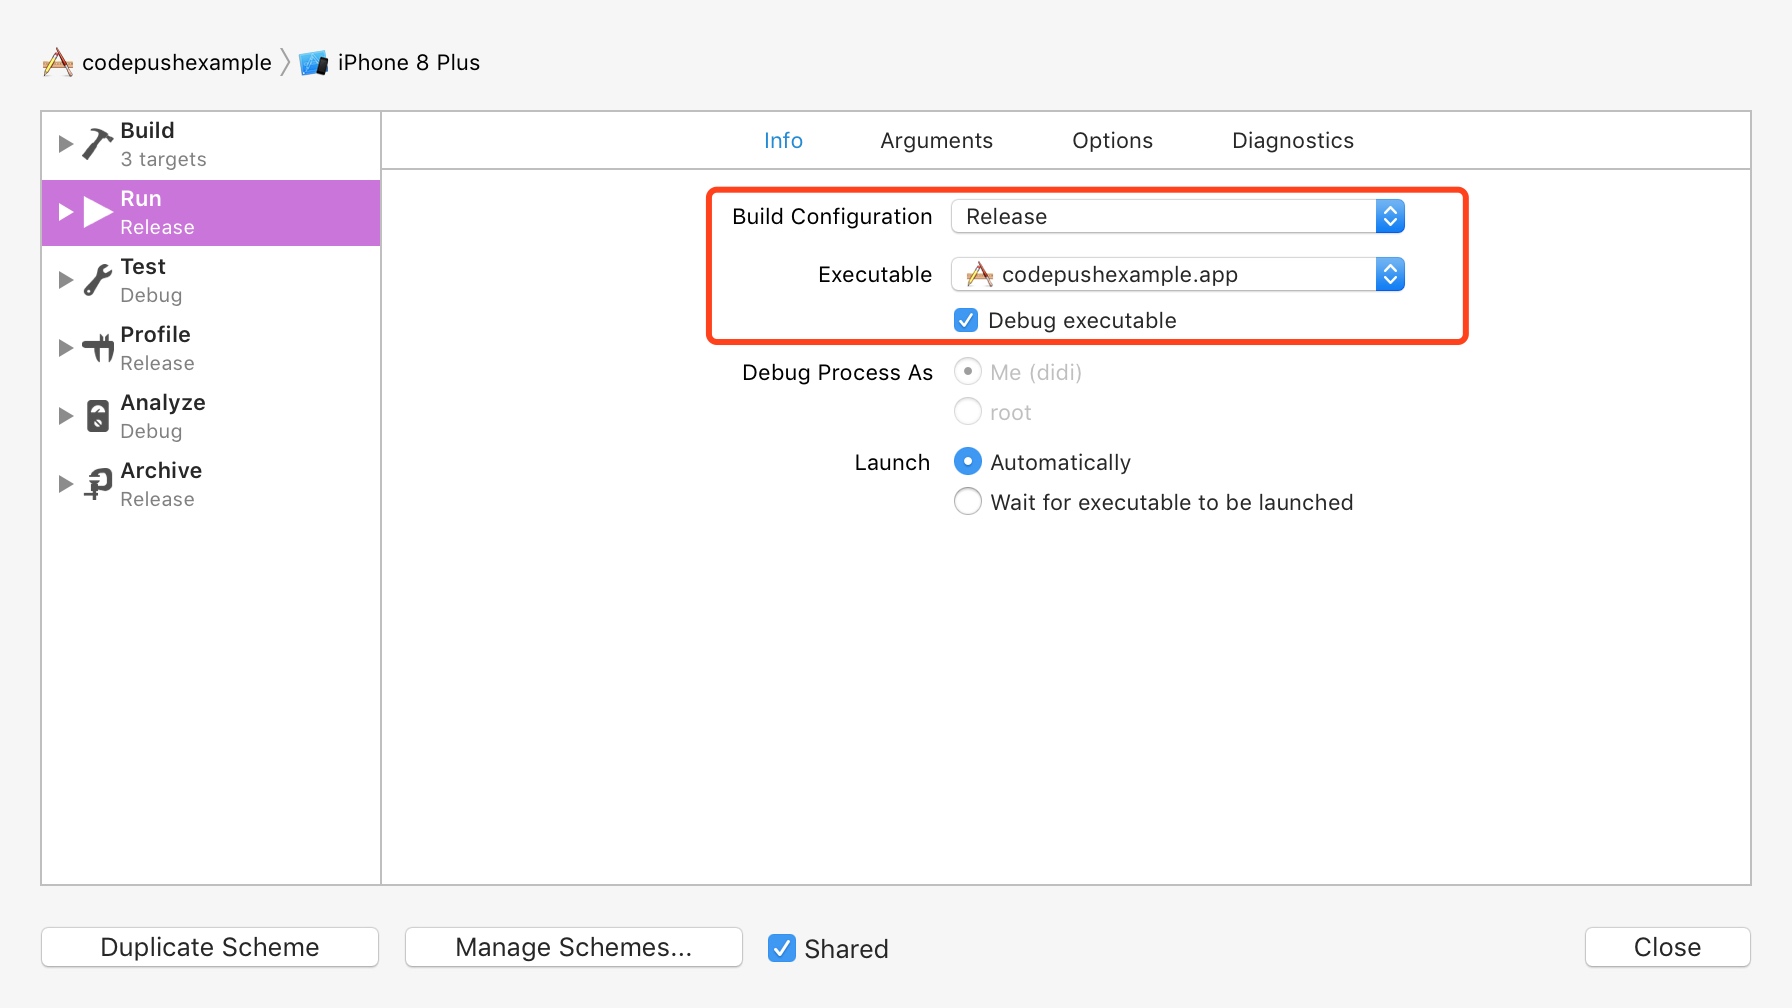 codepushexample
iPhone 8 Plus
Build
3 targets
Run
Release
Test
Debug
Profile
Release
Analyze
Debug
Archive
Release
Info Arguments Options Diagnostics
Build Configuration Release
Executable codepushexample.app
Debug executable
Debug Process As Me (didi)
root
Launch Automatically
Wait for executable to be launched
Duplicate Scheme Manage Schemes... Shared Close